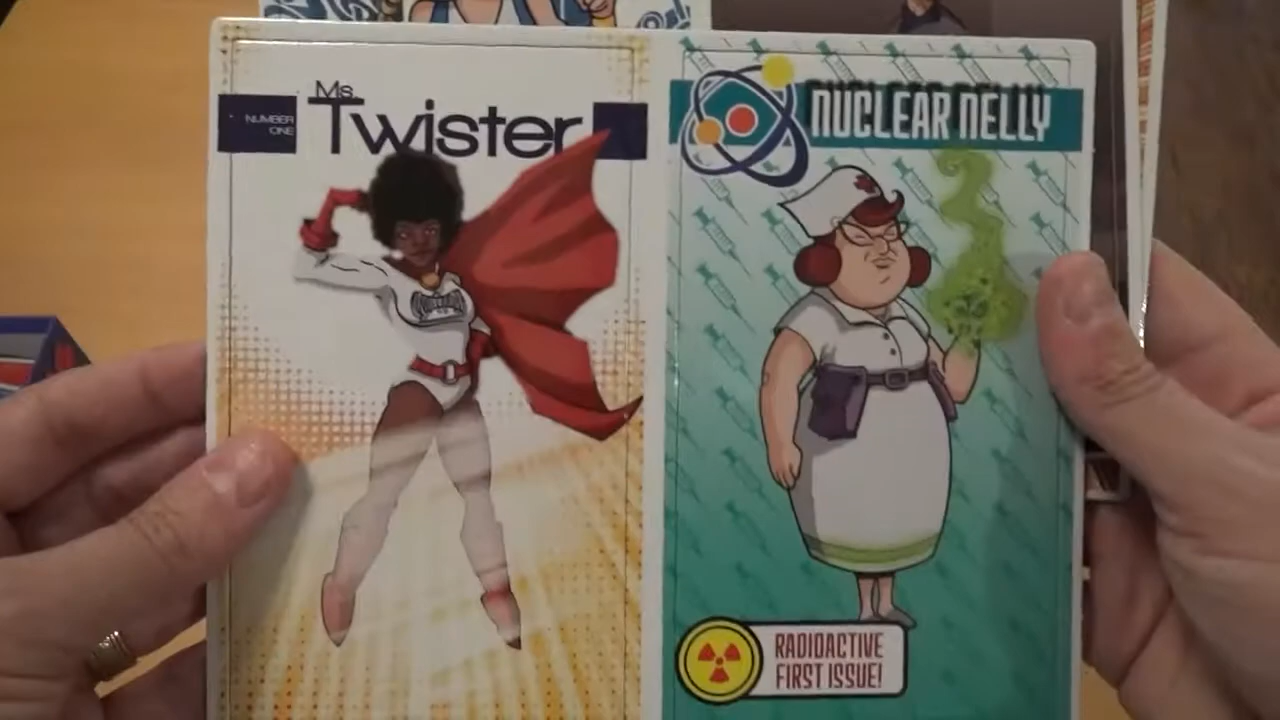 Ms.
Twister
NUMBER
ONE
NUCLEAR NELLY
RADIOACTIVE
FIRST ISSUE!